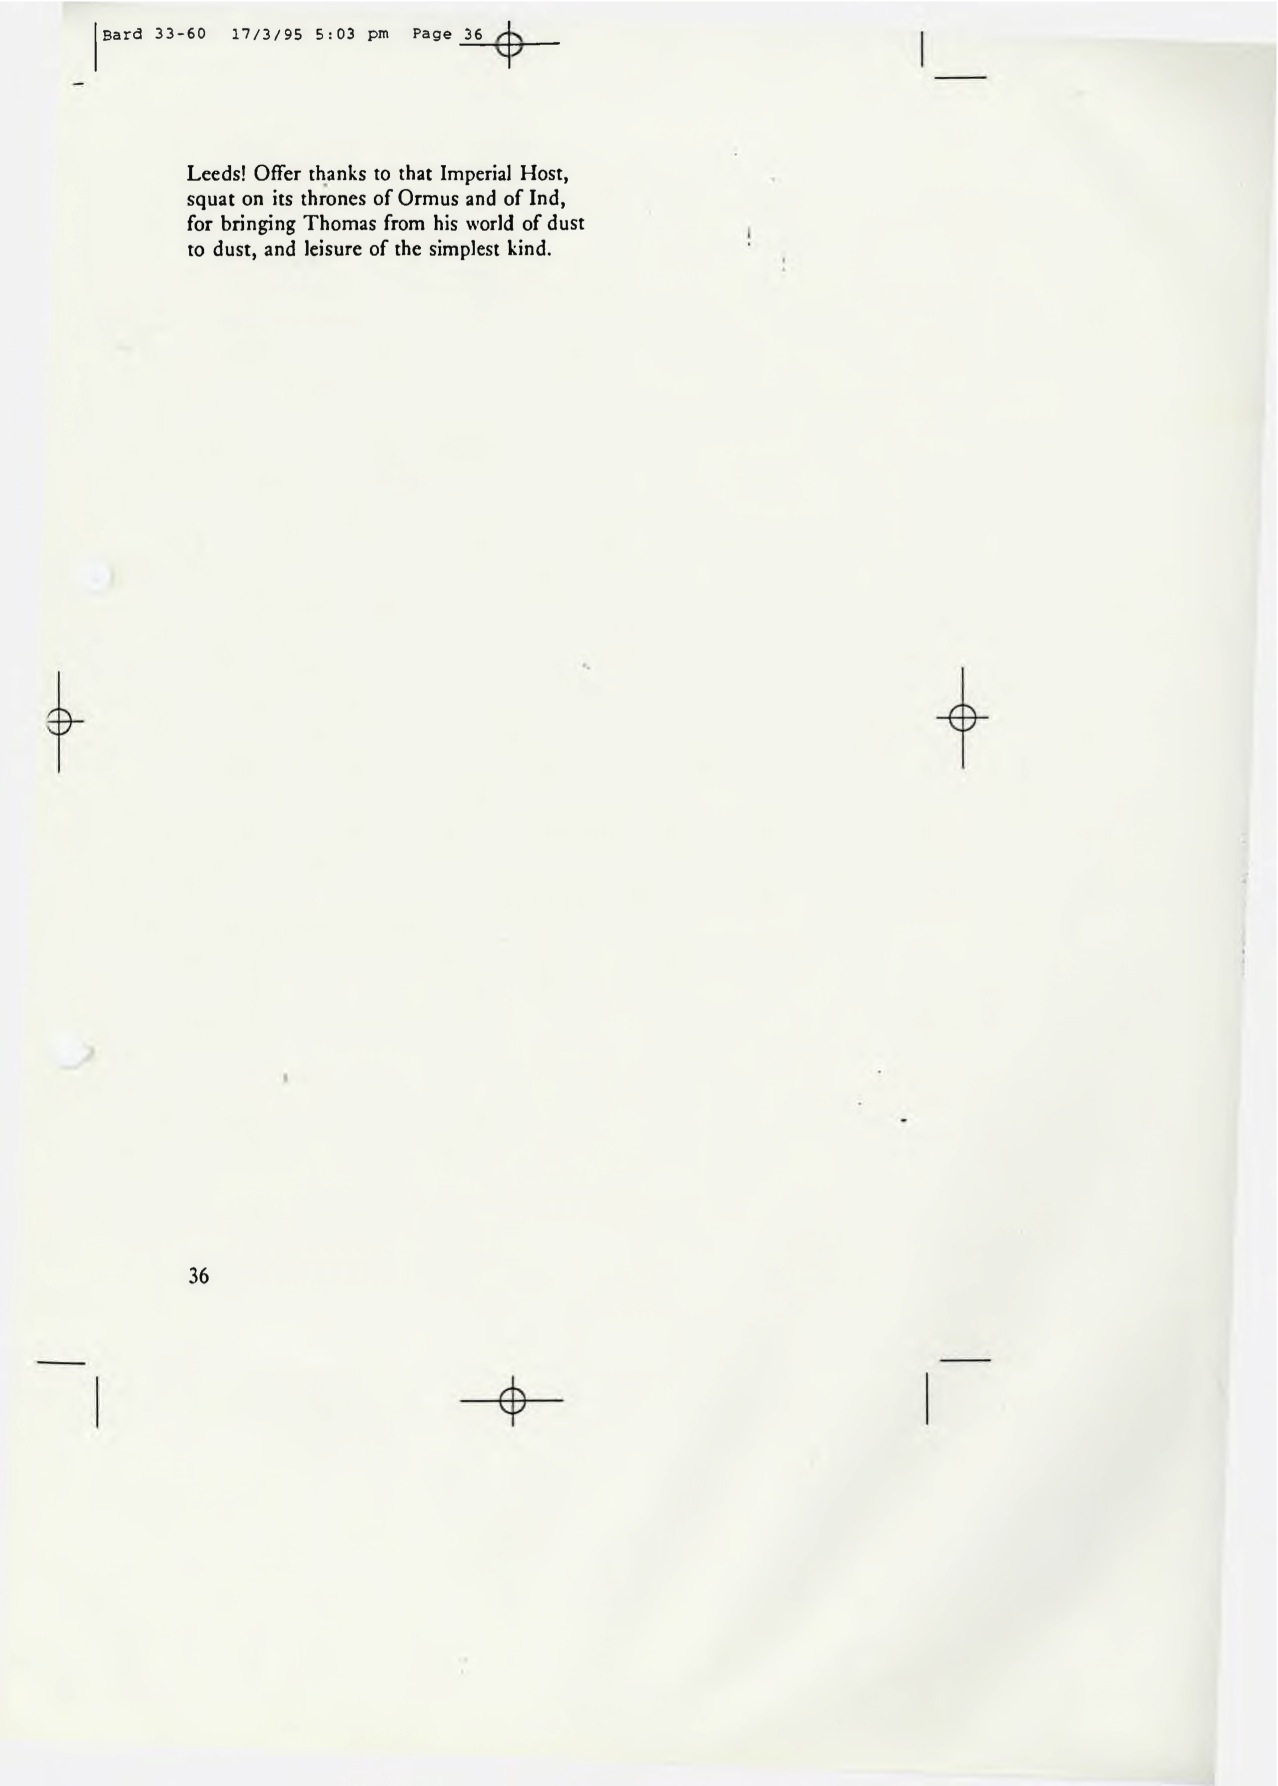 Bard 33-60 17/3/95 5:03 pm Page 36
Leeds! Offer thanks to that Imperial Host,
squat on its thrones of Ormus and of Ind,
for bringing Thomas from his world of dust
to dust, and leisure of the simplest kind.
36